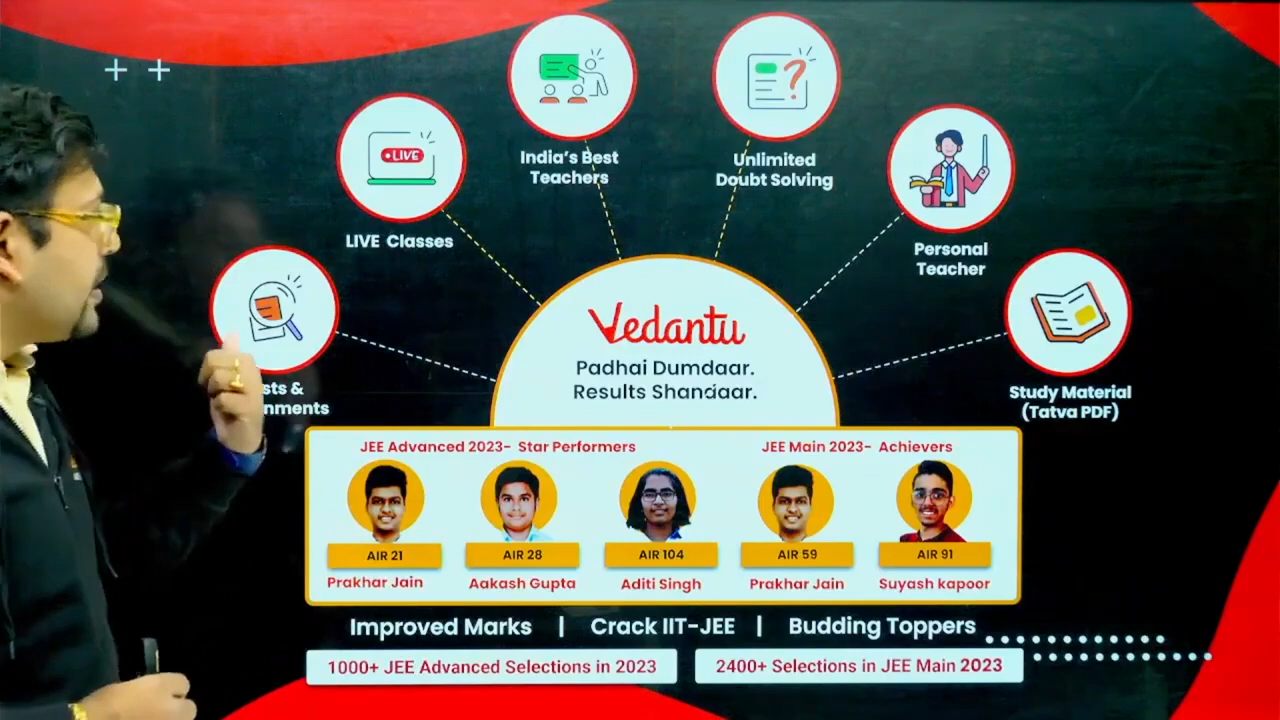 LIVE
India's Best
Teachers
Unlimited
Doubt Solving
LIVE Classes
Personal
Teacher
sts &
nments
Study Material
(Tatva PDF)
Vedantu
Padhai Dumdaar.
Results Shandaar.
JEE Advanced 2023- Star Performers
JEE Main 2023- Achievers
AIR 21
AIR 28
AIR 104
AIR 59
AIR 91
Prakhar Jain
Aakash Gupta
Aditi Singh
Prakhar Jain
Suyash kapoor
Improved Marks | Crack IIT-JEE | Budding Toppers
1000+ JEE Advanced Selections in 2023
2400+ Selections in JEE Main 2023